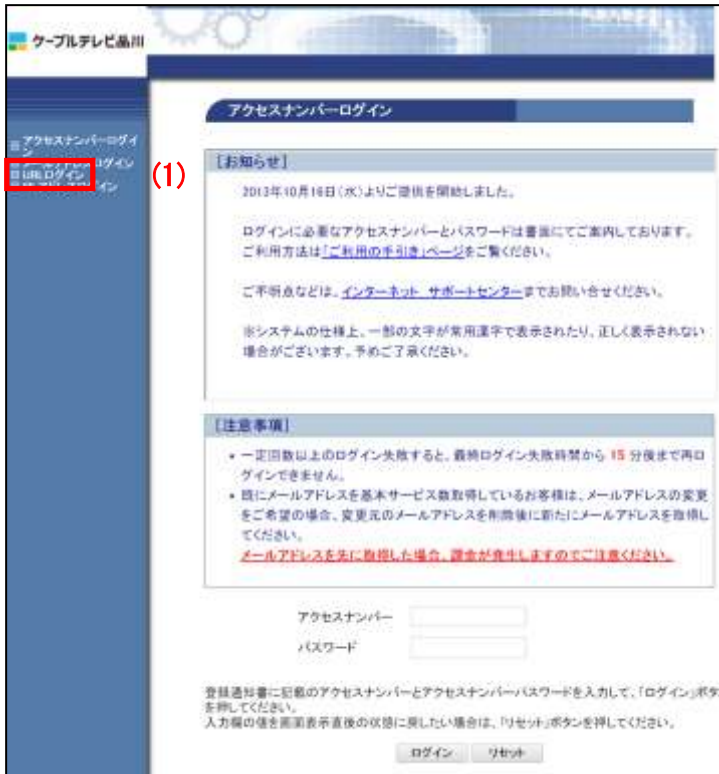 ケーブルテレビ品川
アクセスナンバーログイン
アクセスナンバーログイ
ン
ログイン
URLログイン
(1)
[お知らせ]
2013年10月16日(水)よりご提供を開始しました。
ログインに必要なアクセスナンバーとパスワードは書面にてご案内しております。
ご利用方法は「ご利用の手引き」ページをご覧ください。
ご不明点などは、インターネット サポートセンターまでお問い合せください。
※システムの仕様上、一部の文字が常用漢字で表示されたり、正しく表示されない
場合がございます。予めご了承ください。
[注意事項]
• 一定回数以上のログイン失敗すると、最終ログイン失敗時間から 15 分後まで再ロ
グインできません。
• 既にメールアドレスを基本サービス数取得しているお客様は、メールアドレスの変更
をご希望の場合、変更元のメールアドレスを削除後に新たにメールアドレスを取得し
てください。
メールアドレスを先に取得した場合、課金が発生しますのでご注意ください。
アクセスナンバー
パスワード
登録通知書に記載のアクセスナンバーとアクセスナンバーパスワードを入力して、「ログイン」ボタ
を押してください。
入力欄の値を画面表示直後の状態に戻したい場合は、「リセット」ボタンを押してください。
ログイン リセット